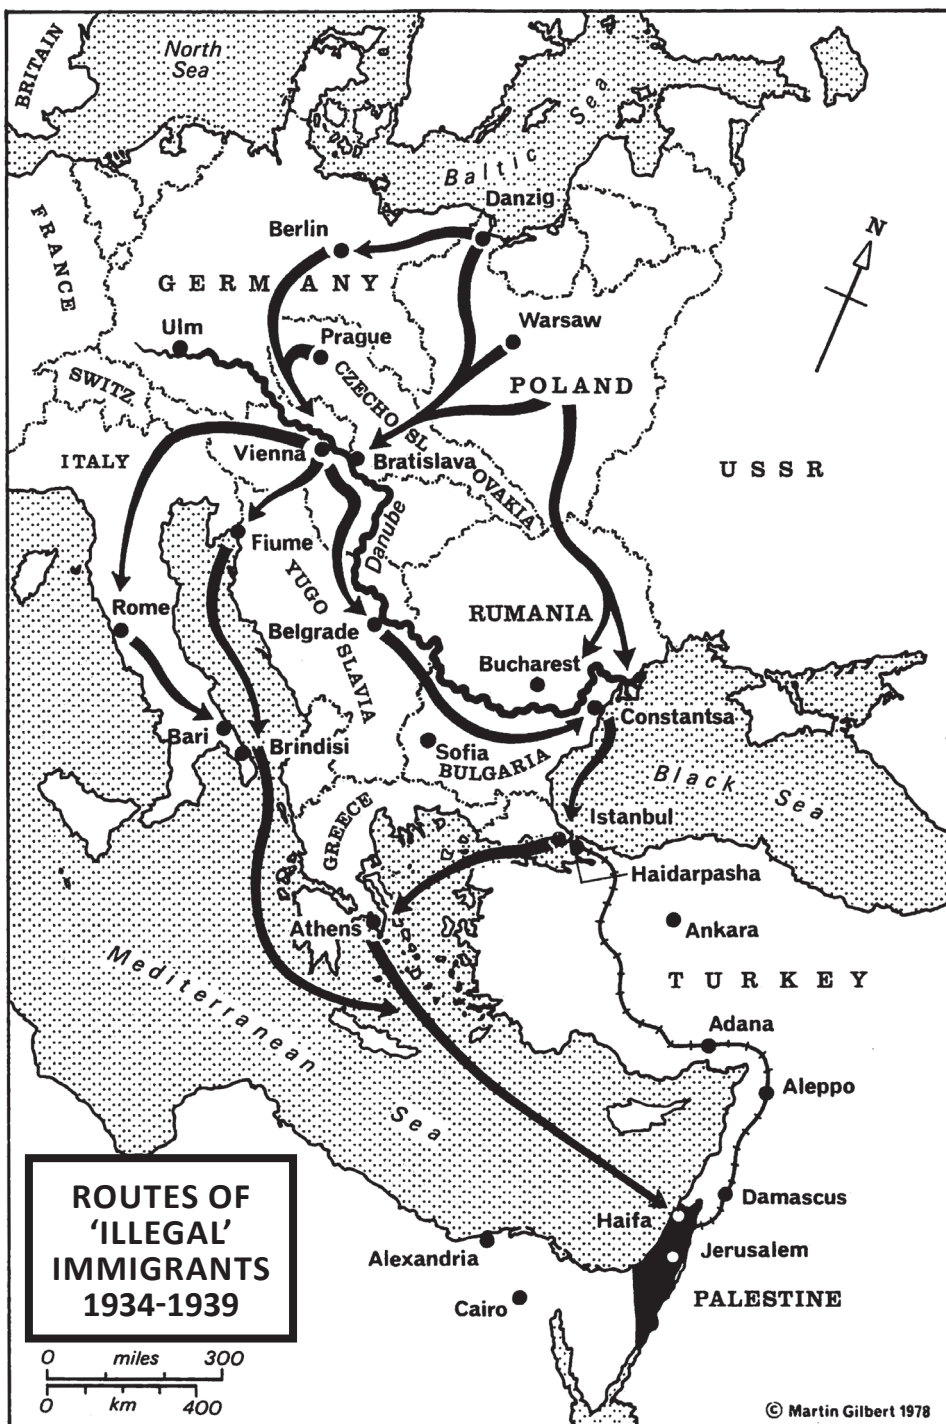 BRITAIN
North
Sea
Baltic Sea
Danzig
FRANCE
Berlin
N
GERMANY
Ulm
Prague
Warsaw
SWITZ.
CZECHOSLOVAKIA
POLAND
ITALY
Vienna
Bratislava
USSR
Danube
Fiume
YUGOSLAVIA
Rome
Belgrade
RUMANIA
Bucharest
Constantsa
Bari
Brindisi
Sofia
BULGARIA
Black Sea
Istanbul
GREECE
Haidarpasha
Athens
Ankara
Mediterranean Sea
TURKEY
Adana
Aleppo
Damascus
Haifa
Jerusalem
Alexandria
PALESTINE
Cairo
ROUTES OF
‘ILLEGAL’
IMMIGRANTS
1934-1939
0 miles 300
0 km 400
© Martin Gilbert 1978